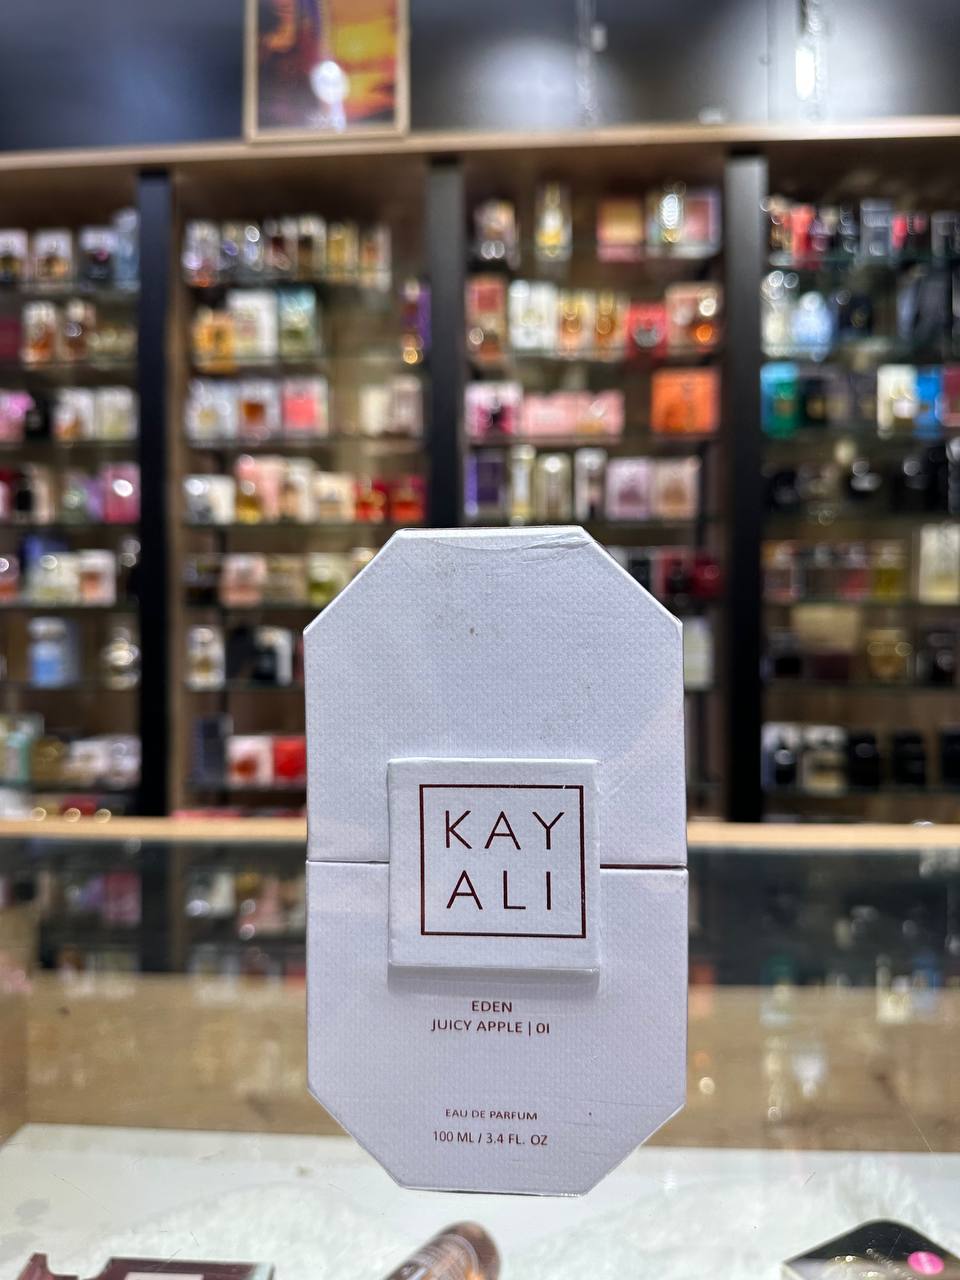 KAY
ALI
EDEN
JUICY APPLE | 01
EAU DE PARFUM
100 ML / 3.4 FL. OZ